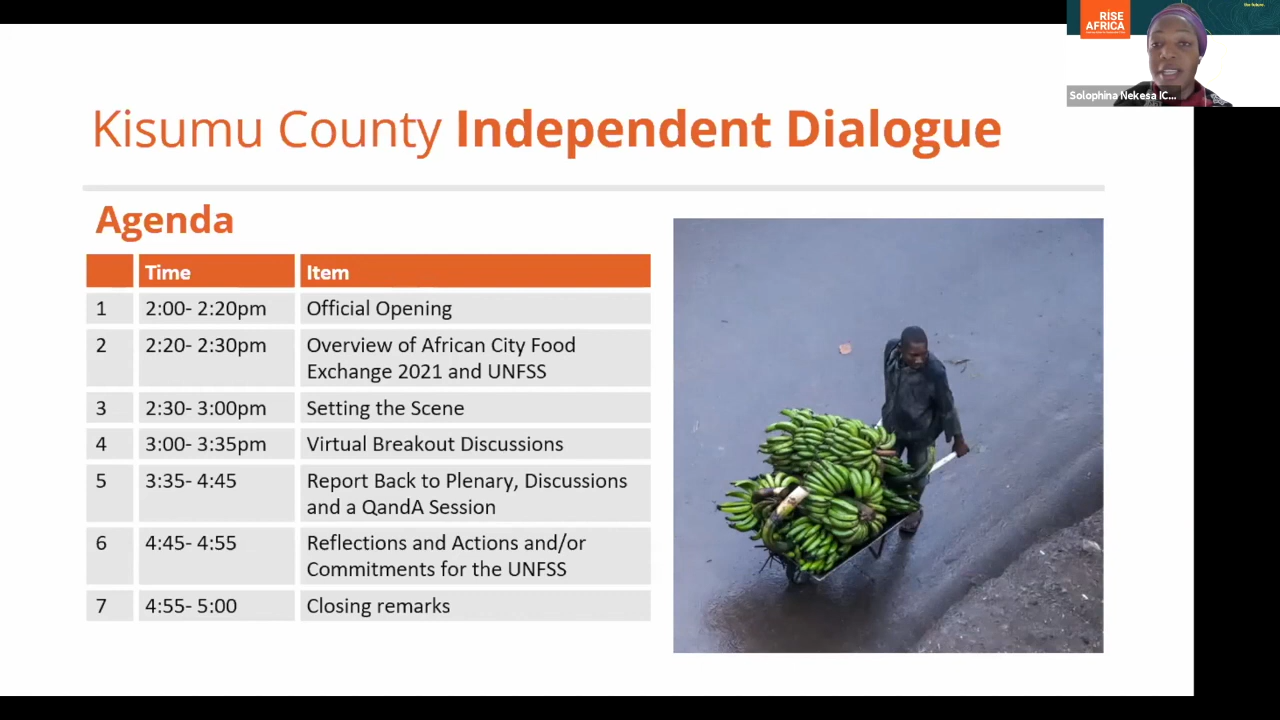 the future.
RISE
AFRICA
Solophina Nekesa IC...
Kisumu County Independent Dialogue
Agenda
Time Item
1 2:00- 2:20pm Official Opening
2 2:20- 2:30pm Overview of African City Food
Exchange 2021 and UNFSS
3 2:30- 3:00pm Setting the Scene
4 3:00- 3:35pm Virtual Breakout Discussions
5 3:35- 4:45 Report Back to Plenary, Discussions
and a QandA Session
6 4:45- 4:55 Reflections and Actions and/or
Commitments for the UNFSS
7 4:55- 5:00 Closing remarks